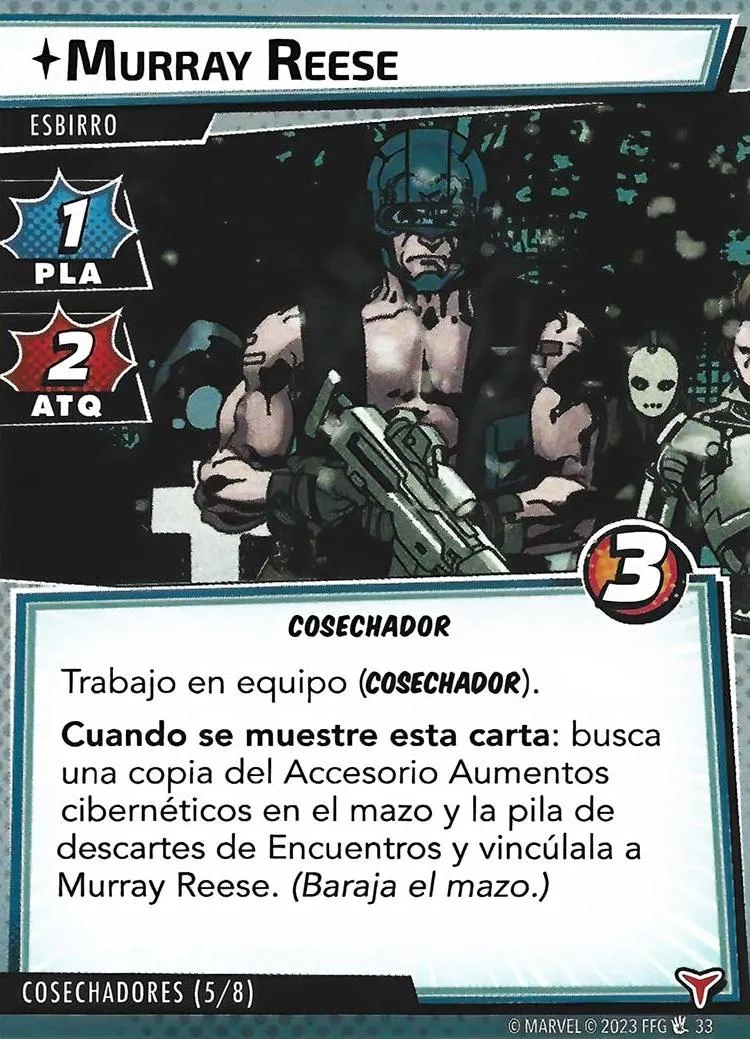 MURRAY REESE
ESBIRRO
1
PLA
2
ATQ
3
COSECHADOR
Trabajo en equipo (COSECHADOR).
Cuando se muestre esta carta: busca
una copia del Accesorio Aumentos
cibernéticos en el mazo y la pila de
descartes de Encuentros y vincúlala a
Murray Reese. (Baraja el mazo.)
COSECHADORES (5/8)
© MARVEL © 2023 FFG 33